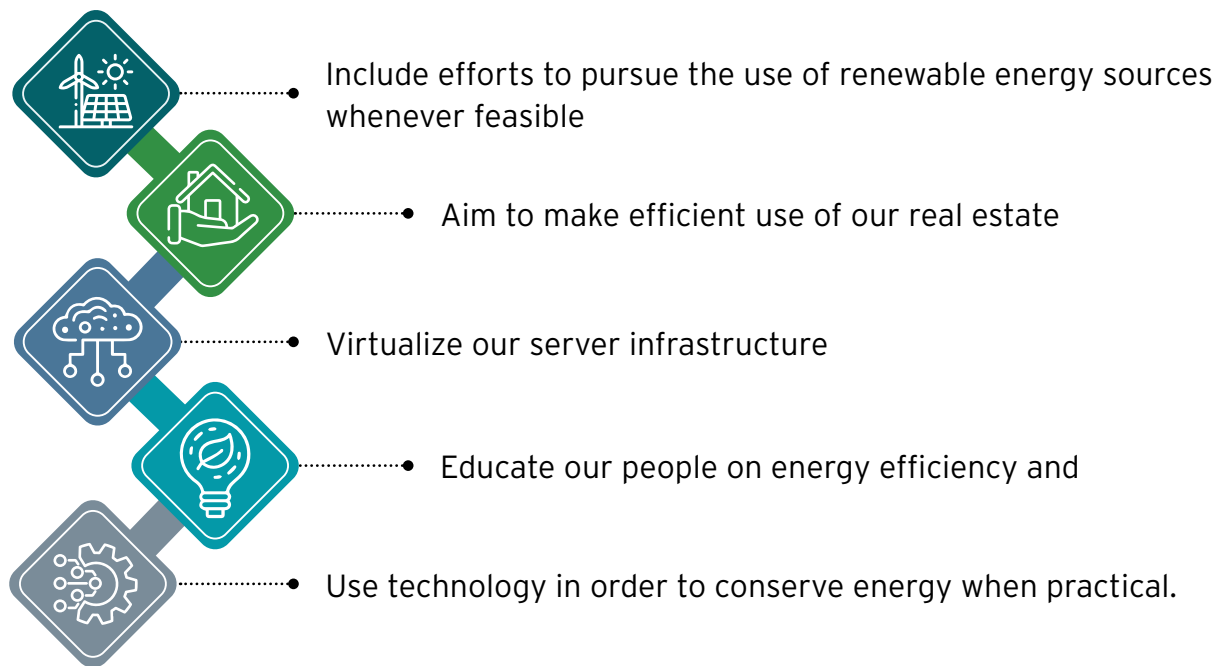 Include efforts to pursue the use of renewable energy sources
whenever feasible
Aim to make efficient use of our real estate
Virtualize our server infrastructure
Educate our people on energy efficiency and
Use technology in order to conserve energy when practical.